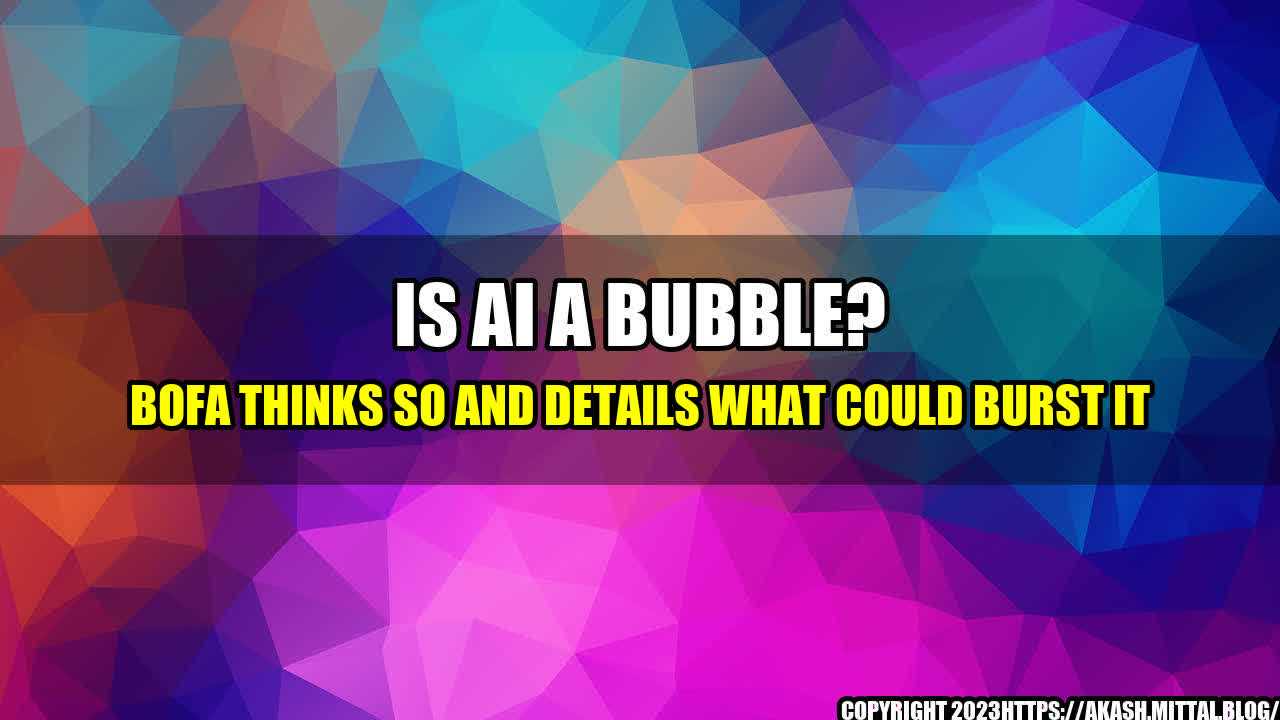 IS AI A BUBBLE?
BOFA THINKS SO AND DETAILS WHAT COULD BURST IT
COPYRIGHT 2023HTTPS://AKASH.MITTAL.BLOG/